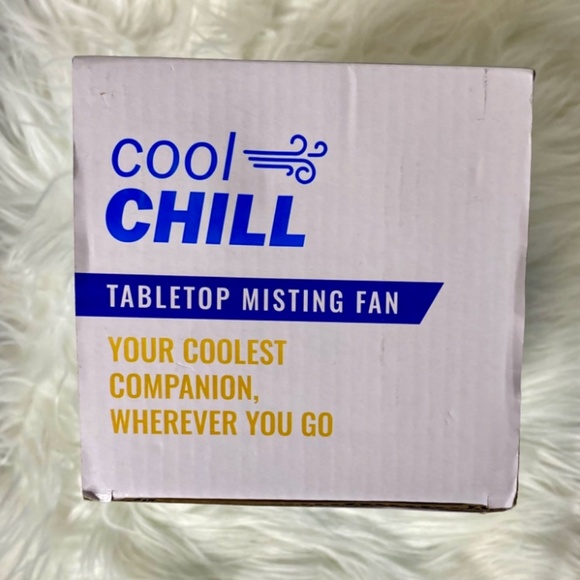 cool
CHILL
TABLETOP MISTING FAN
YOUR COOLEST
COMPANION,
WHEREVER YOU GO